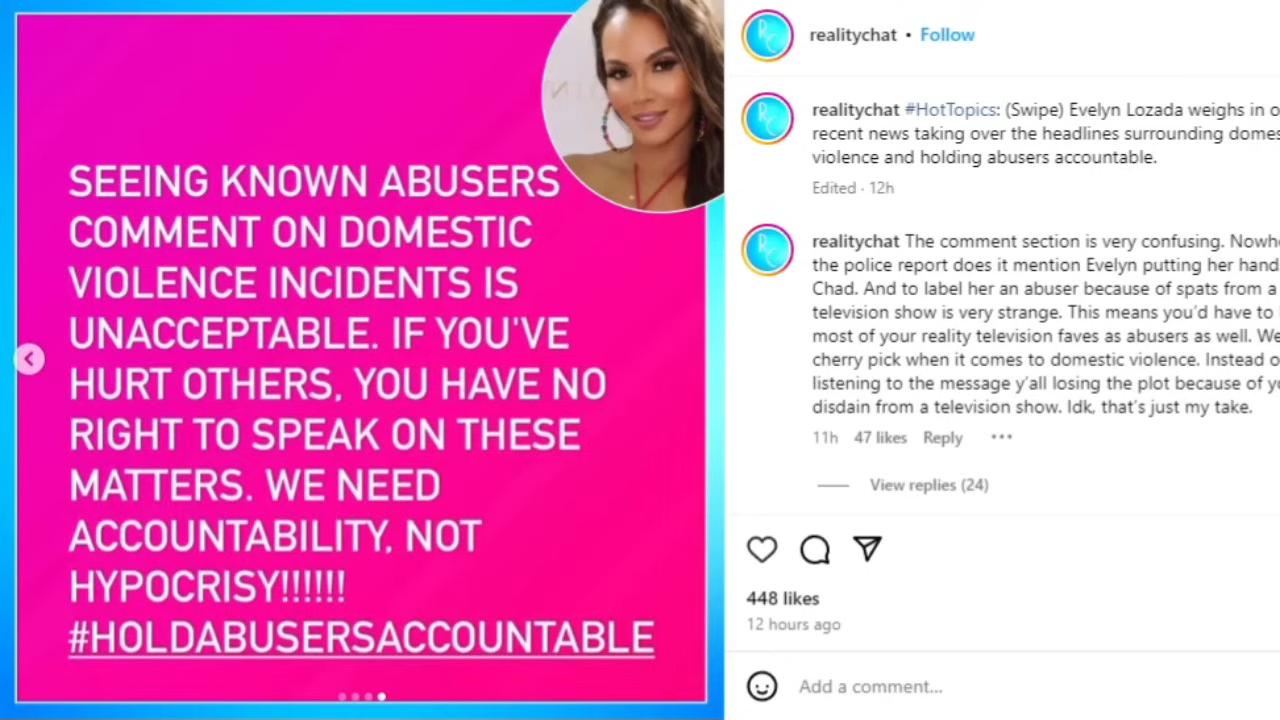 SEEING KNOWN ABUSERS
COMMENT ON DOMESTIC
VIOLENCE INCIDENTS IS
UNACCEPTABLE. IF YOU'VE
HURT OTHERS, YOU HAVE NO
RIGHT TO SPEAK ON THESE
MATTERS. WE NEED
ACCOUNTABILITY, NOT
HYPOCRISY!!!!!!
#HOLDABUSERSACCOUNTABLE
realitychat • Follow
realitychat #HotTopics: (Swipe) Evelyn Lozada weighs in
recent news taking over the headlines surrounding
violence and holding abusers accountable.
Edited · 12h
realitychat The comment section is very confusing.
the police report does it mention Evelyn putting her
Chad. And to label her an abuser because of spats from a
television show is very strange. This means you'd have to
most of your reality television faves as abusers as well.
cherry pick when it comes to domestic violence. Instead
listening to the message y'all losing the plot because of
disdain from a television show. Idk, that's just my take.
11h 47 likes Reply •••
View replies (24)
448 likes
12 hours ago
Add a comment...